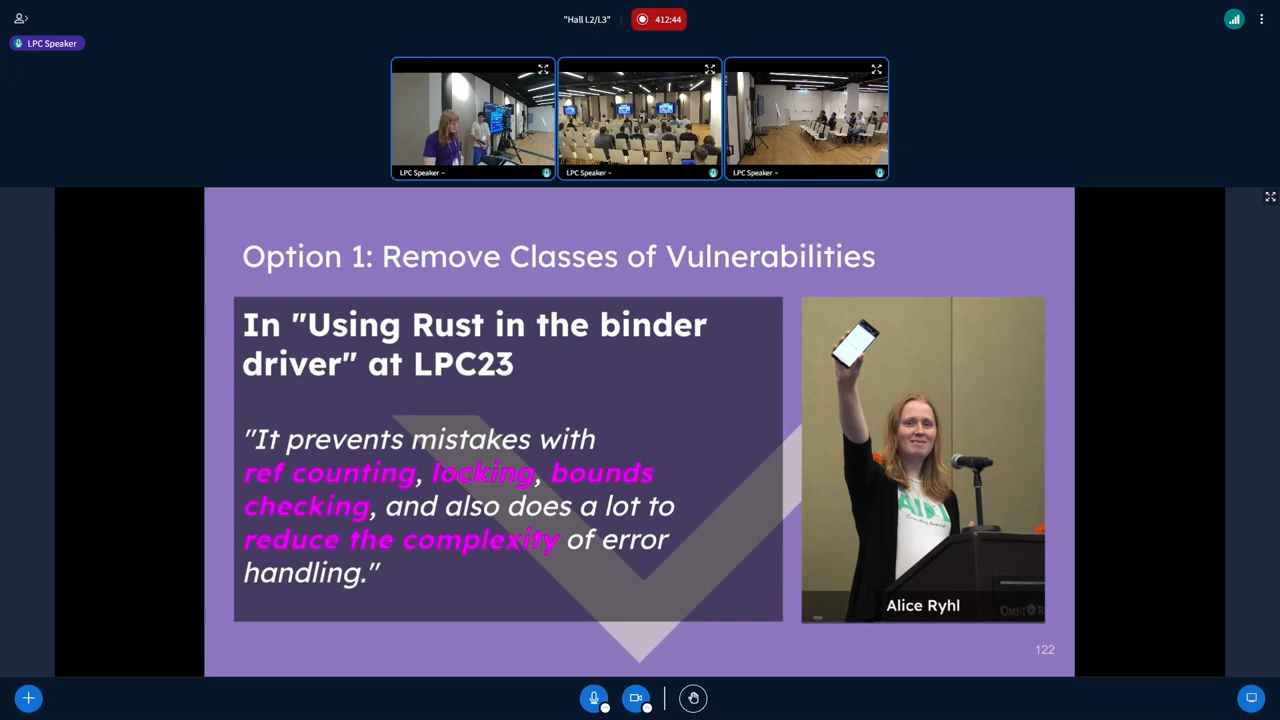 "Hall L2/L3"
412:44
LPC Speaker
LPC Speaker
LPC Speaker
LPC Speaker
Option 1: Remove Classes of Vulnerabilities
In "Using Rust in the binder
driver" at LPC23
"It prevents mistakes with
ref counting, locking, bounds
checking, and also does a lot to
reduce the complexity of error
handling."
Alice Ryhl
122